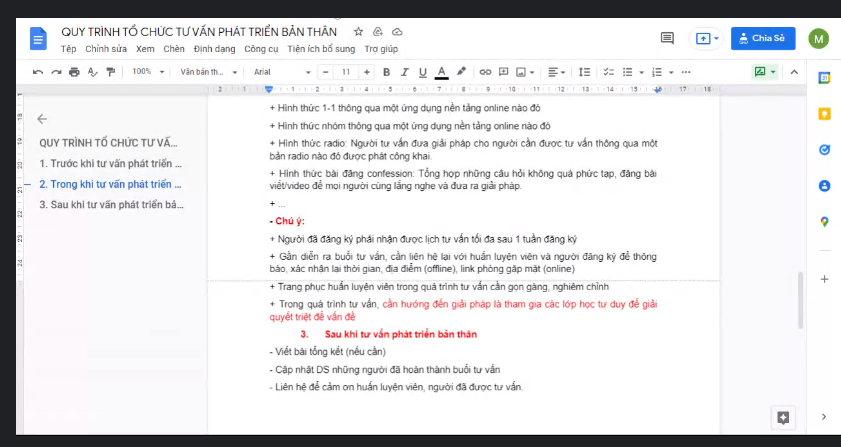 QUY TRÌNH TỔ CHỨC TƯ VẤN PHÁT TRIỂN BẢN THÂN
Tệp Chỉnh sửa Xem Chèn Định dạng Công cụ Tiện ích bổ sung Trợ giúp
Chia Sẻ
M
100% Văn bản th... Arial 11 B I U A
QUY TRÌNH TỔ CHỨC TƯ VẤ...
1. Trước khi tư vấn phát triển ...
2. Trong khi tư vấn phát triển ...
3. Sau khi tư vấn phát triển bả...
+ Hình thức 1-1 thông qua một ứng dụng nền tảng online nào đó
+ Hình thức nhóm thông qua một ứng dụng nền tảng online nào đó
+ Hình thức radio: Người tư vấn đưa giải pháp cho người cần được tư vấn thông qua một
bản radio nào đó được phát công khai.
+ Hình thức bài đăng confession: Tổng hợp những câu hỏi không quá phức tạp, đăng bài
viết/video để mọi người cùng lắng nghe và đưa ra giải pháp.
+ ...
- Chú ý:
+ Người đã đăng ký phải nhận được lịch tư vấn tối đa sau 1 tuần đăng ký
+ Gần diễn ra buổi tư vấn, cần liên hệ lại với huấn luyện viên và người đăng ký để thông
báo, xác nhận lại thời gian, địa điểm (offline), link phòng gặp mặt (online)
+ Trang phục huấn luyện viên trong quá trình tư vấn cần gọn gàng, nghiêm chỉnh
+ Trong quá trình tư vấn, cần hướng đến giải pháp là tham gia các lớp học tư duy để giải
quyết triệt để vấn đề
3. Sau khi tư vấn phát triển bản thân
- Viết bài tổng kết (nếu cần)
- Cập nhật DS những người đã hoàn thành buổi tư vấn
- Liên hệ để cảm ơn huấn luyện viên, người đã được tư vấn.